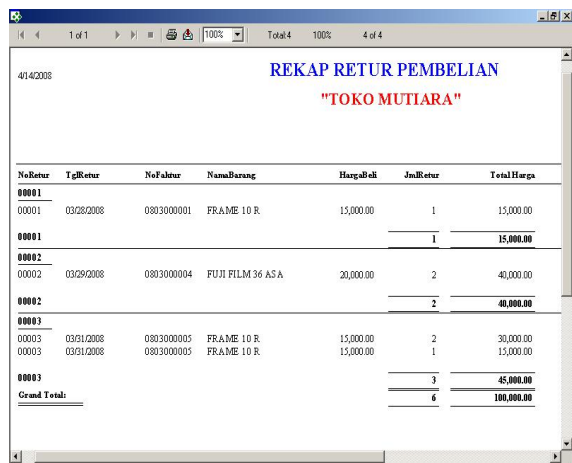 1 of 1 100% Total:4 100% 4 of 4
4/14/2008
REKAP RETUR PEMBELIAN
"TOKO MUTIARA"
NoRetur TglRetur NoFaktur NamaBarang HargaBeli JmlRetur Total Harga
00001
00001 03/28/2008 0803000001 FRAME 10 R 15,000.00 1 15,000.00
00001 1 15,000.00
00002
00002 03/29/2008 0803000004 FUJI FILM 36 ASA 20,000.00 2 40,000.00
00002 2 40,000.00
00003
00003 03/31/2008 0803000005 FRAME 10 R 15,000.00 2 30,000.00
00003 03/31/2008 0803000005 FRAME 10 R 15,000.00 1 15,000.00
00003 3 45,000.00
Grand Total: 6 100,000.00